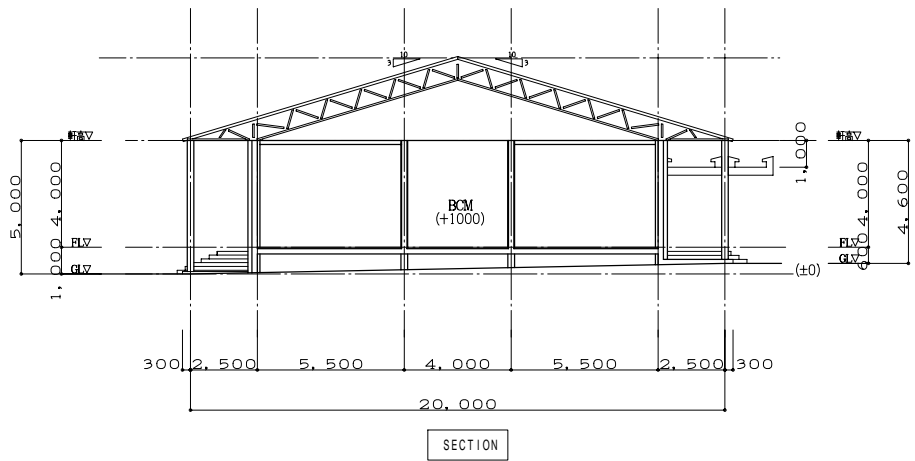 10
3
10
3
軒高▽
軒高▽
5,000
4,000
1,000
1,000
4,000
4,600
600
BCM
(+1000)
FL▽
FL▽
GL▽
GL▽
(±0)
300 2,500 5,500 4,000 5,500 2,500 300
20,000
SECTION